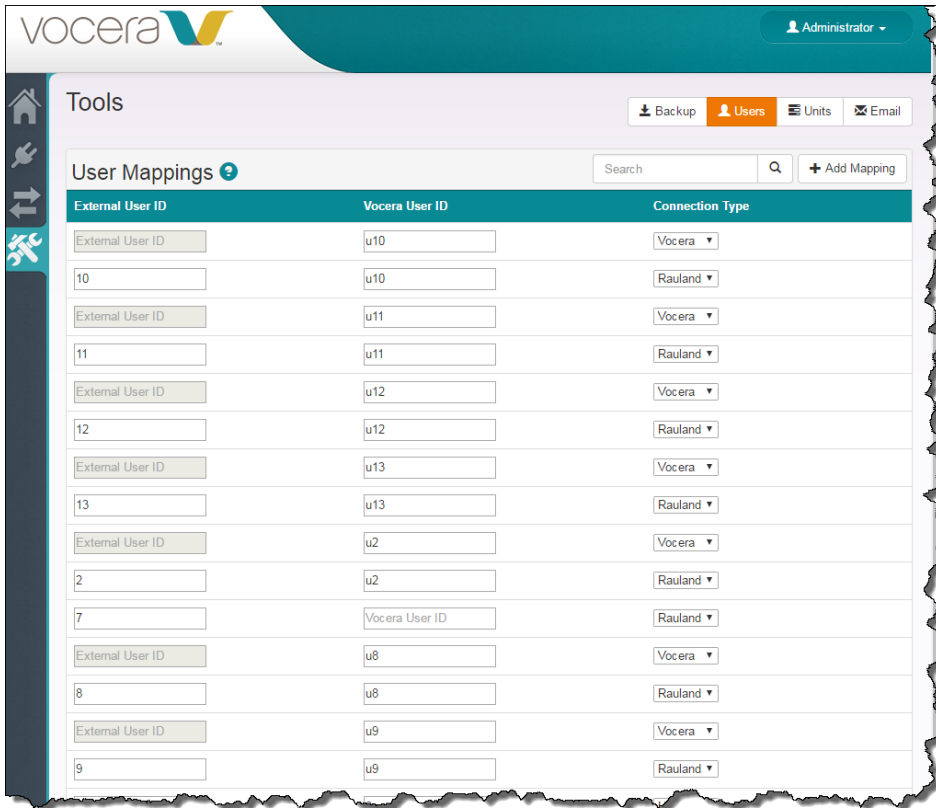 vocera
Administrator
Tools
Backup Users Units Email
User Mappings ?
Search Add Mapping
External User ID Vocera User ID Connection Type
External User ID u10 Vocera
10 u10 Rauland
External User ID u11 Vocera
11 u11 Rauland
External User ID u12 Vocera
12 u12 Rauland
External User ID u13 Vocera
13 u13 Rauland
External User ID u2 Vocera
2 u2 Rauland
7 Vocera User ID Rauland
External User ID u8 Vocera
8 u8 Rauland
External User ID u9 Vocera
9 u9 Rauland